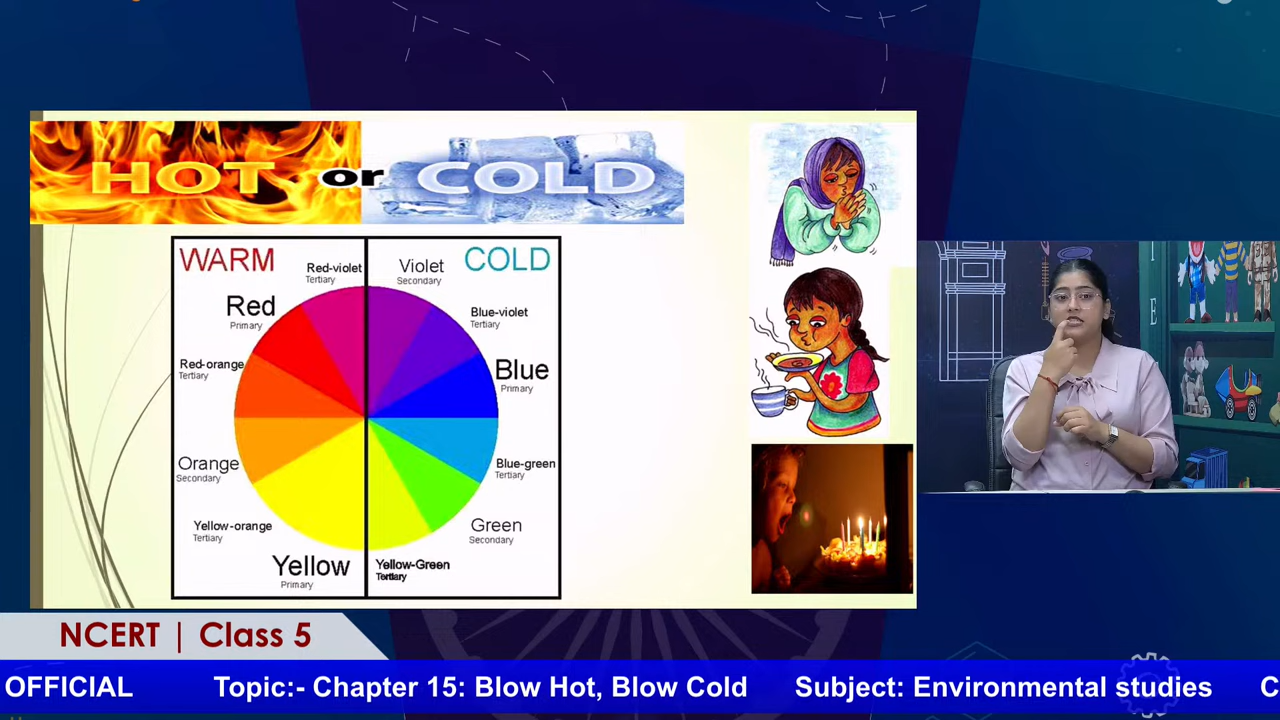 HOT or COLD
WARM
COLD
Red-violet
Tertiary
Violet
Secondary
Red
Primary
Blue-violet
Tertiary
Red-orange
Tertiary
Blue
Primary
Orange
Secondary
Blue-green
Tertiary
Yellow-orange
Tertiary
Green
Secondary
Yellow
Primary
Yellow-Green
Tertiary
NCERT | Class 5
OFFICIAL Topic:- Chapter 15: Blow Hot, Blow Cold Subject: Environmental studies C